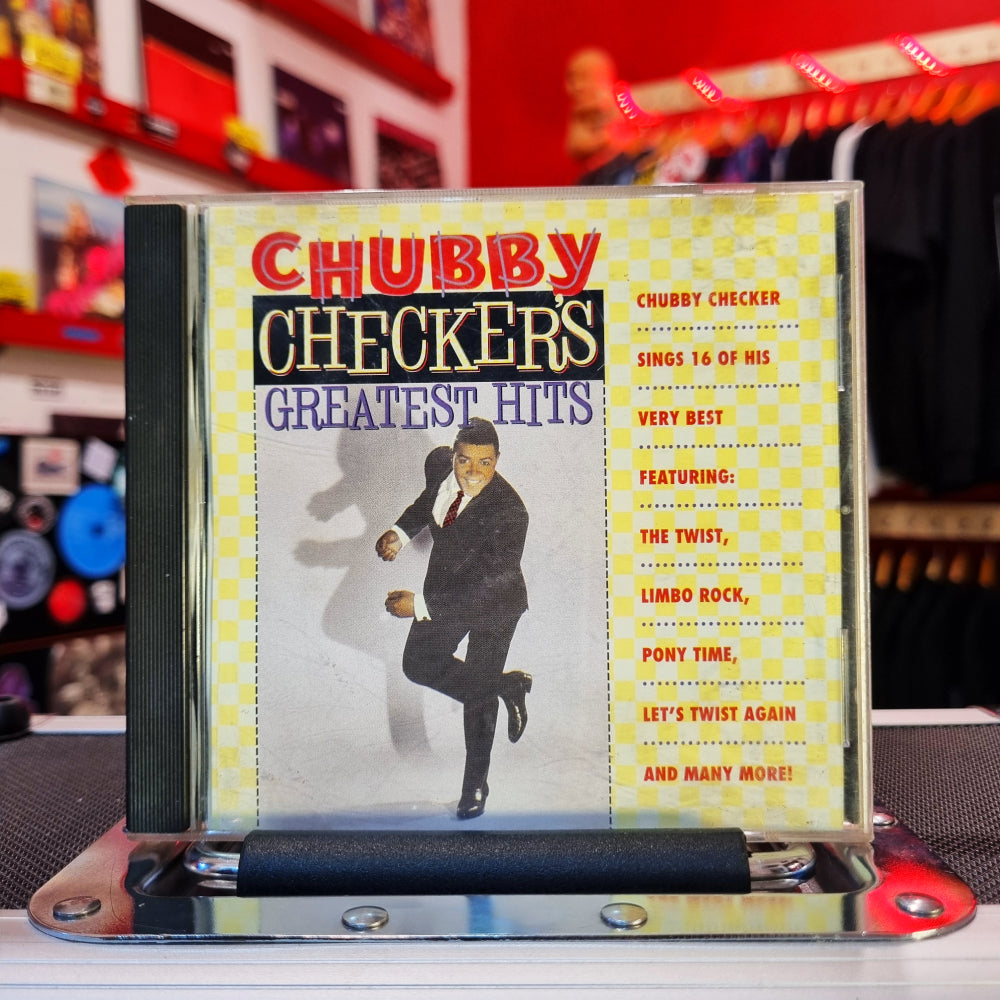 CHUBBY
CHECKER'S
GREATEST HITS
CHUBBY CHECKER
SINGS 16 OF HIS
VERY BEST
FEATURING:
THE TWIST,
LIMBO ROCK,
PONY TIME,
LET'S TWIST AGAIN
AND MANY MORE!